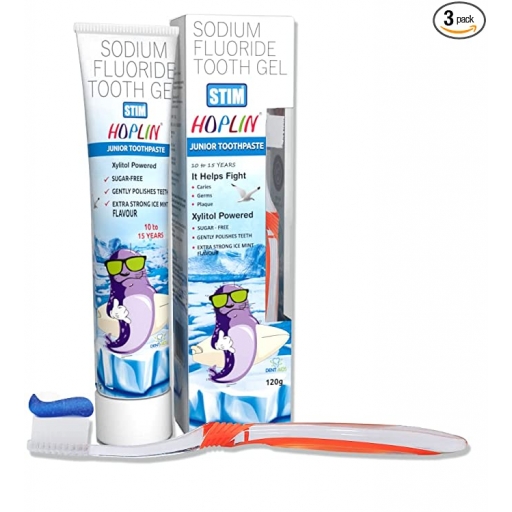 3
pack
SODIUM
FLUORIDE
TOOTH GEL
STIM
HOPLIN®
JUNIOR TOOTHPASTE
Xylitol Powered
✓ SUGAR-FREE
✓ GENTLY POLISHES TEETH
✓ EXTRA STRONG ICE MINT
FLAVOUR
10 to
15 YEARS
SODIUM
FLUORIDE
TOOTH GEL
STIM
HOPLIN®
JUNIOR TOOTHPASTE
10 to 15 YEARS
It Helps Fight
• Caries
• Germs
• Plaque
Xylitol Powered
• SUGAR - FREE
• GENTLY POLISHES TEETH
• EXTRA STRONG ICE MINT
FLAVOUR
120g